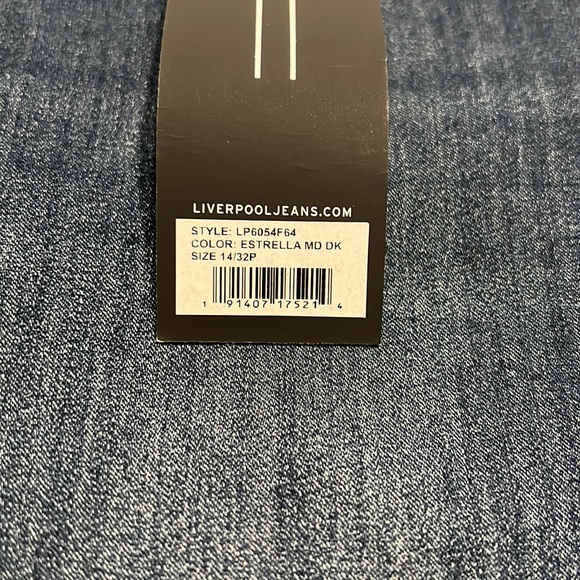 LIVERPOOLJEANS.COM
STYLE: LP6054F64
COLOR: ESTRELLA MD DK
SIZE 14/32P
1 91407 17521 4